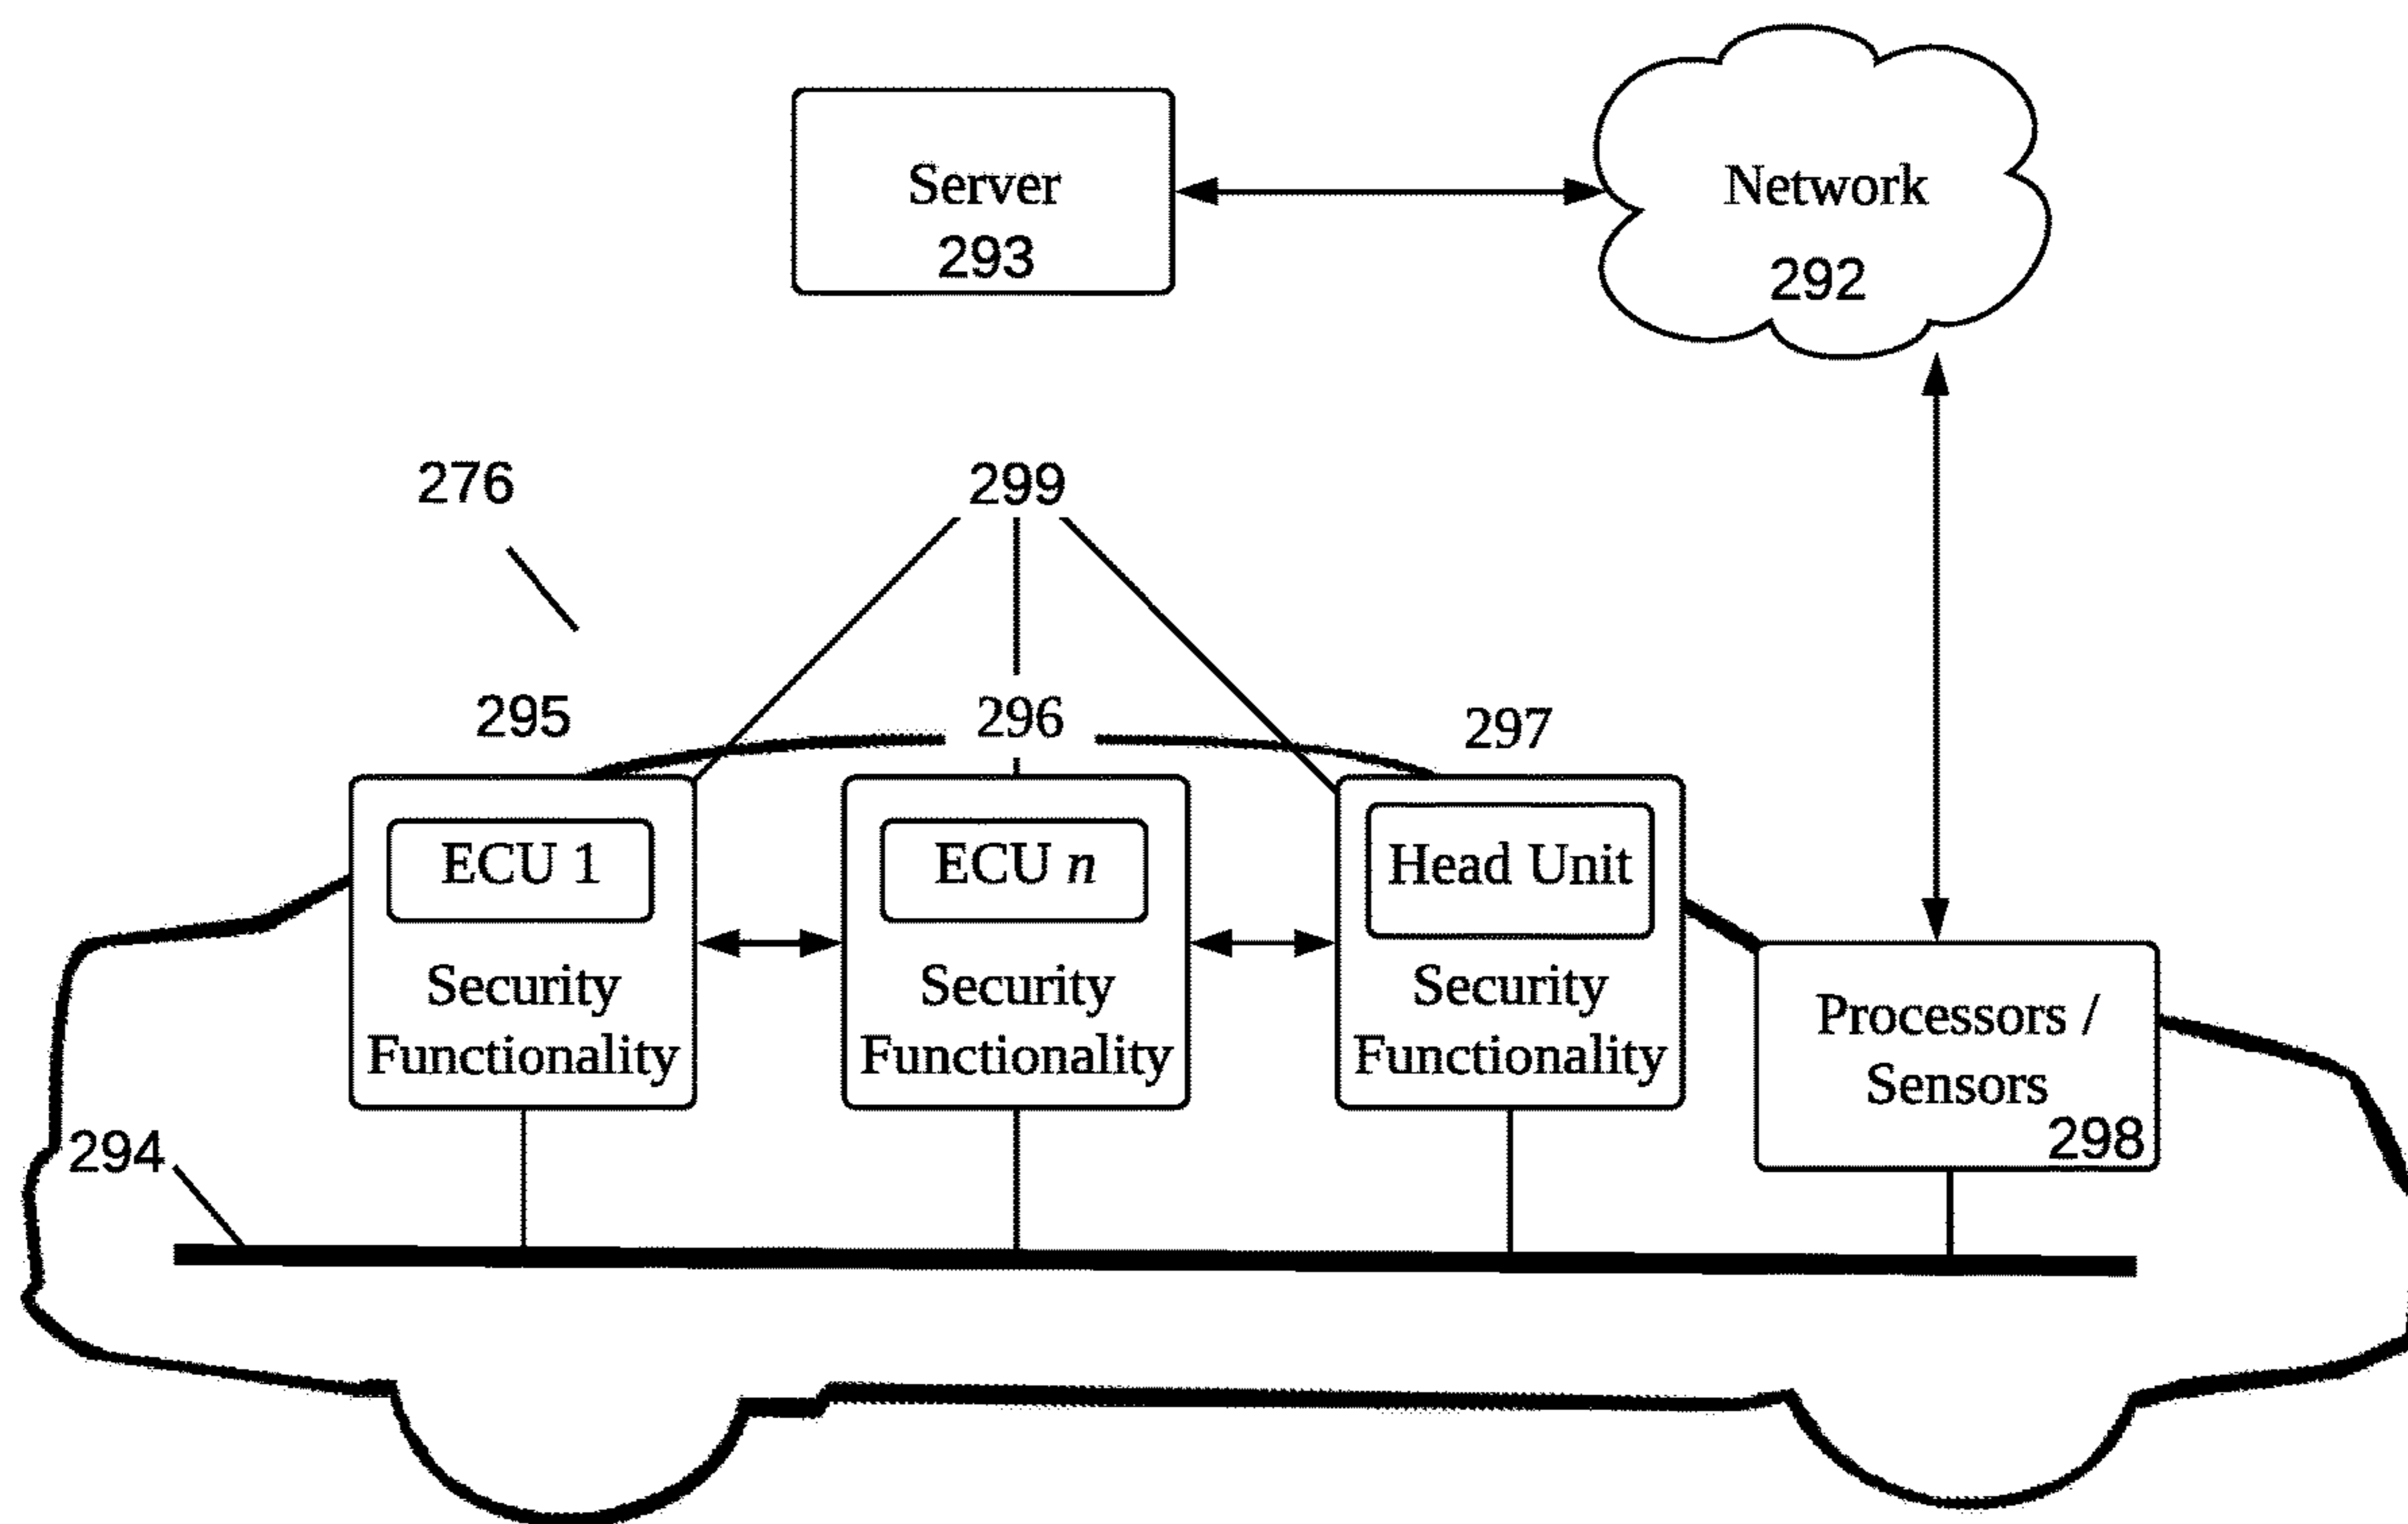 Server
293
Network
292
276
299
295
296
297
ECU 1
Security
Functionality
ECU n
Security
Functionality
Head Unit
Security
Functionality
Processors /
Sensors
298
294